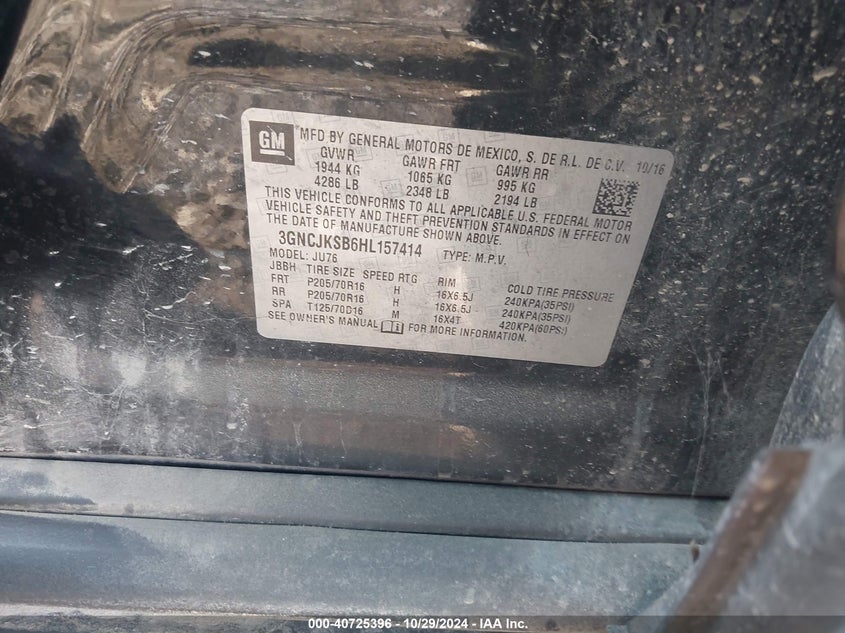 GM MFD BY GENERAL MOTORS DE MEXICO, S. DE R.L. DE C.V. 10/16
GVWR GAWR FRT GAWR RR
1944 KG 1065 KG 995 KG
4286 LB 2348 LB 2194 LB
THIS VEHICLE CONFORMS TO ALL APPLICABLE U.S. FEDERAL MOTOR
VEHICLE SAFETY AND THEFT PREVENTION STANDARDS IN EFFECT ON
THE DATE OF MANUFACTURE SHOWN ABOVE.
3GNCJKSB6HL157414 TYPE: M.P.V.
MODEL: JU76
JBBH TIRE SIZE SPEED RTG RIM COLD TIRE PRESSURE
FRT P205/70R16 H 16X6.5J 240KPA(35PSI)
RR P205/70R16 H 16X6.5J 240KPA(35PSI)
SPA T125/70D16 M 16X4T 420KPA(60PSI)
SEE OWNER'S MANUAL FOR MORE INFORMATION.
000-40725396 - 10/29/2024 - IAA Inc.